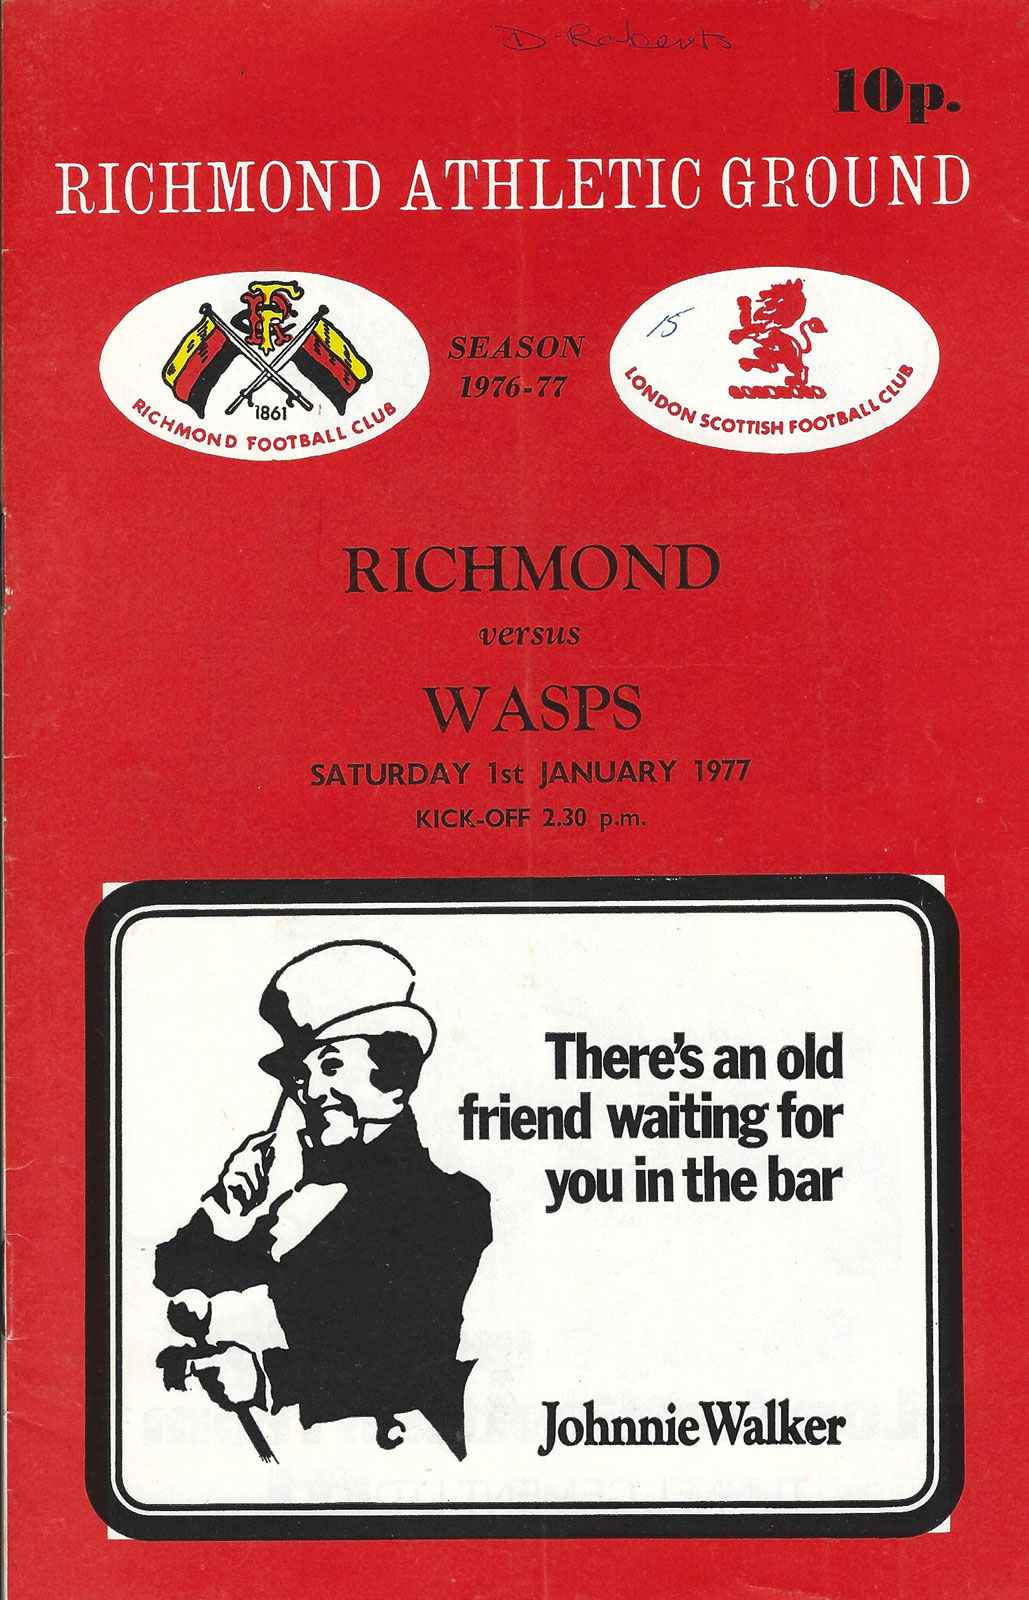 D. Roberts
10p.
RICHMOND ATHLETIC GROUND
FRC
1861
RICHMOND FOOTBALL CLUB
SEASON
1976-77
15
LONDON SCOTTISH FOOTBALL CLUB
RICHMOND
versus
WASPS
SATURDAY 1st JANUARY 1977
KICK-OFF 2.30 p.m.
There's an old
friend waiting for
you in the bar
Johnnie Walker